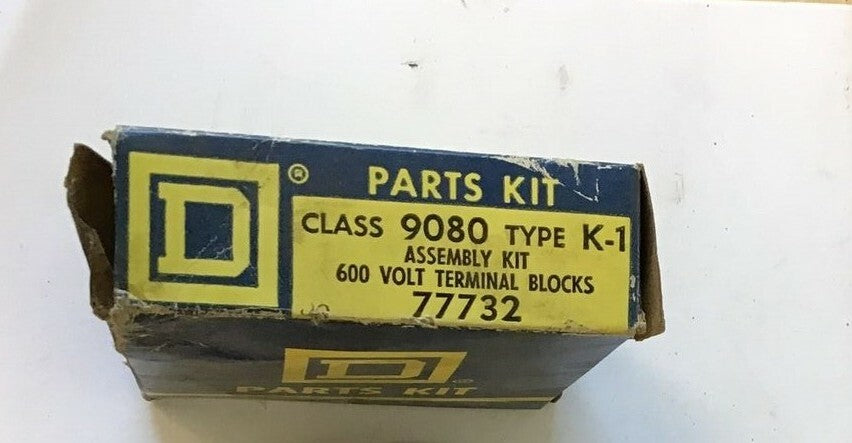 D ® PARTS KIT
CLASS 9080 TYPE K-1
ASSEMBLY KIT
600 VOLT TERMINAL BLOCKS
77732
D ®
PARTS KIT